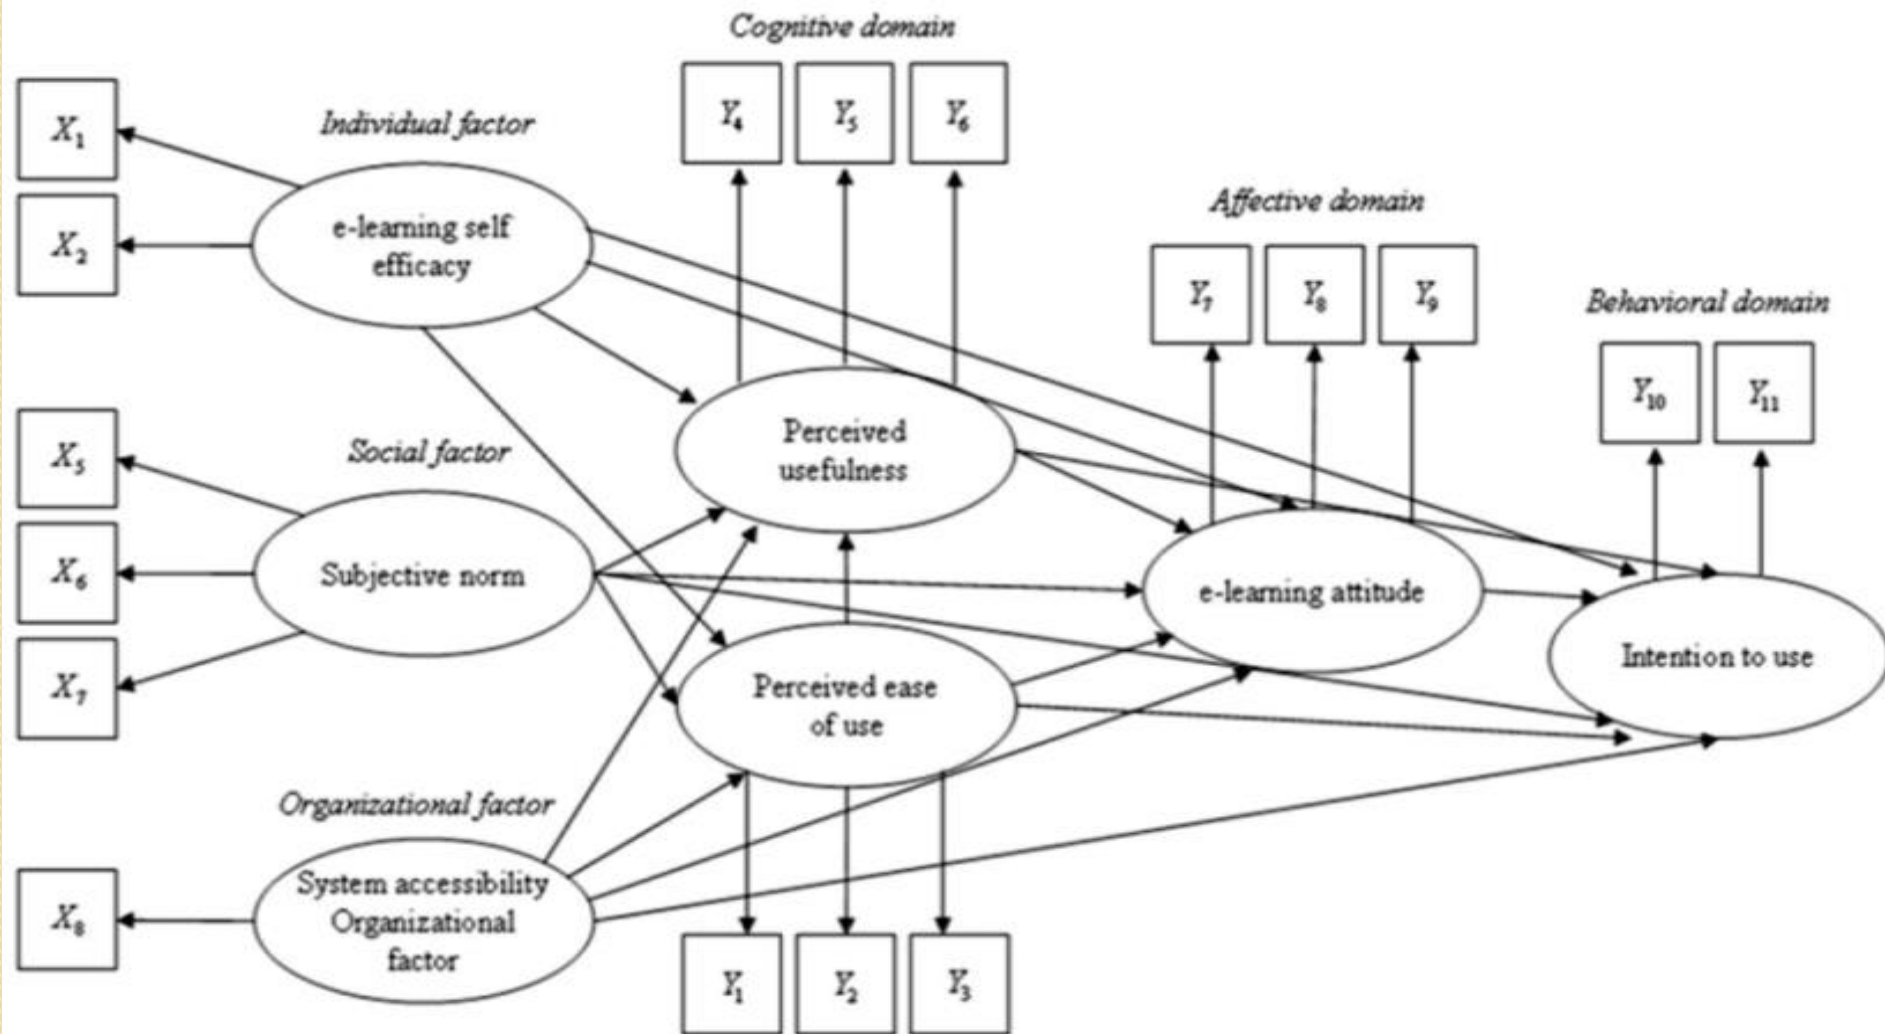 Cognitive domain
Y4 Y5 Y6
X1
Individual factor
X2
e-learning self
efficacy
Affective domain
Y7 Y8 Y9
Behavioral domain
Y10 Y11
X5
Social factor
Perceived
usefulness
X6
Subjective norm
e-learning attitude
X7
Perceived ease
of use
Intention to use
Organizational factor
X8
System accessibility
Organizational
factor
Y1 Y2 Y3